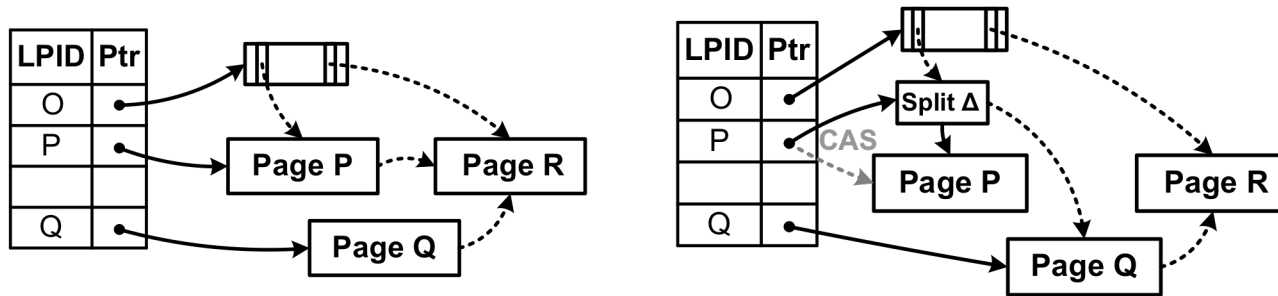 LPID Ptr
O
P
Page P
Page R
Q
Page Q
LPID Ptr
O
Split Δ
P
CAS
Page P
Page R
Q
Page Q